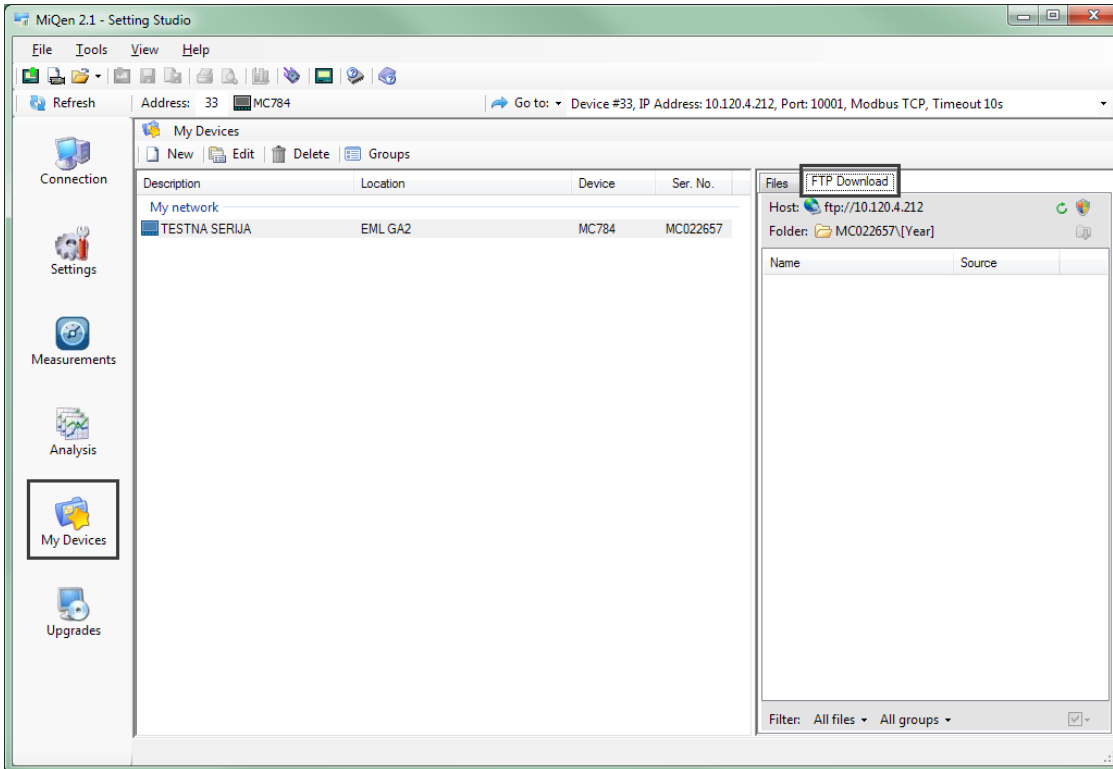 MiQen 2.1 - Setting Studio
File Tools View Help
Refresh Address: 33 MC784 Go to: Device #33, IP Address: 10.120.4.212, Port: 10001, Modbus TCP, Timeout 10s
Connection
Settings
Measurements
Analysis
My Devices
Upgrades
My Devices
New Edit Delete Groups
Description Location Device Ser. No.
My network
TESTNA SERIJA EML GA2 MC784 MC022657
Files FTP Download
Host: ftp://10.120.4.212
Folder: MC022657\[Year]
Name Source
Filter: All files All groups